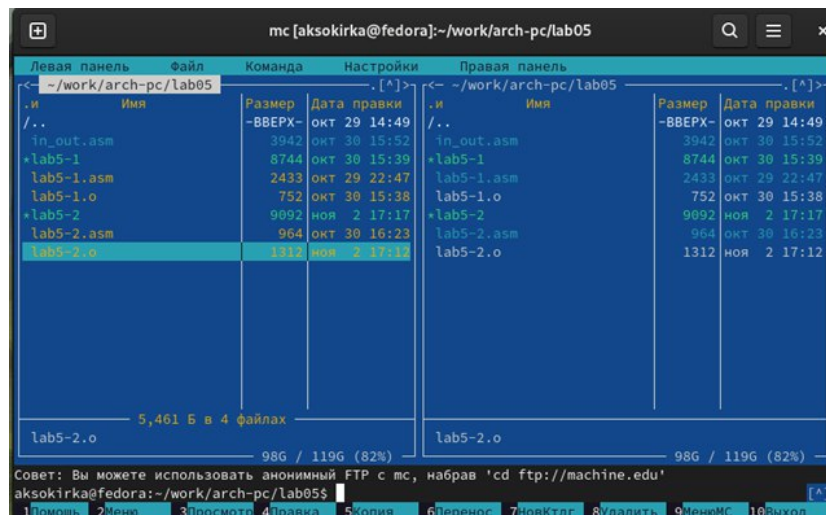 mc [aksokirka@fedora]:~/work/arch-pc/lab05
Левая панель Файл Команда Настройки Правая панель
<— ~/work/arch-pc/lab05 .[^]> <— ~/work/arch-pc/lab05 .[^]>
.и Имя Размер Дата правки .и Имя Размер Дата правки
/.. -ВВЕРХ- окт 29 14:49 /.. -ВВЕРХ- окт 29 14:49
in_out.asm 3942 окт 30 15:52 in_out.asm 3942 окт 30 15:52
*lab5-1 8744 окт 30 15:39 *lab5-1 8744 окт 30 15:39
lab5-1.asm 2433 окт 29 22:47 lab5-1.asm 2433 окт 29 22:47
lab5-1.o 752 окт 30 15:38 lab5-1.o 752 окт 30 15:38
*lab5-2 9092 ноя 2 17:17 *lab5-2 9092 ноя 2 17:17
lab5-2.asm 964 окт 30 16:23 lab5-2.asm 964 окт 30 16:23
lab5-2.o 1312 ноя 2 17:12 lab5-2.o 1312 ноя 2 17:12
5,461 Б в 4 файлах
lab5-2.o lab5-2.o
98G / 119G (82%) 98G / 119G (82%)
Совет: Вы можете использовать анонимный FTP с mc, набрав 'cd ftp://machine.edu'
aksokirka@fedora:~/work/arch-pc/lab05$ [^
1Помощь 2Меню 3Просмотр 4Правка 5Копия 6Перенос 7НовКтлг 8Удалить 9МенюMC 10Выход